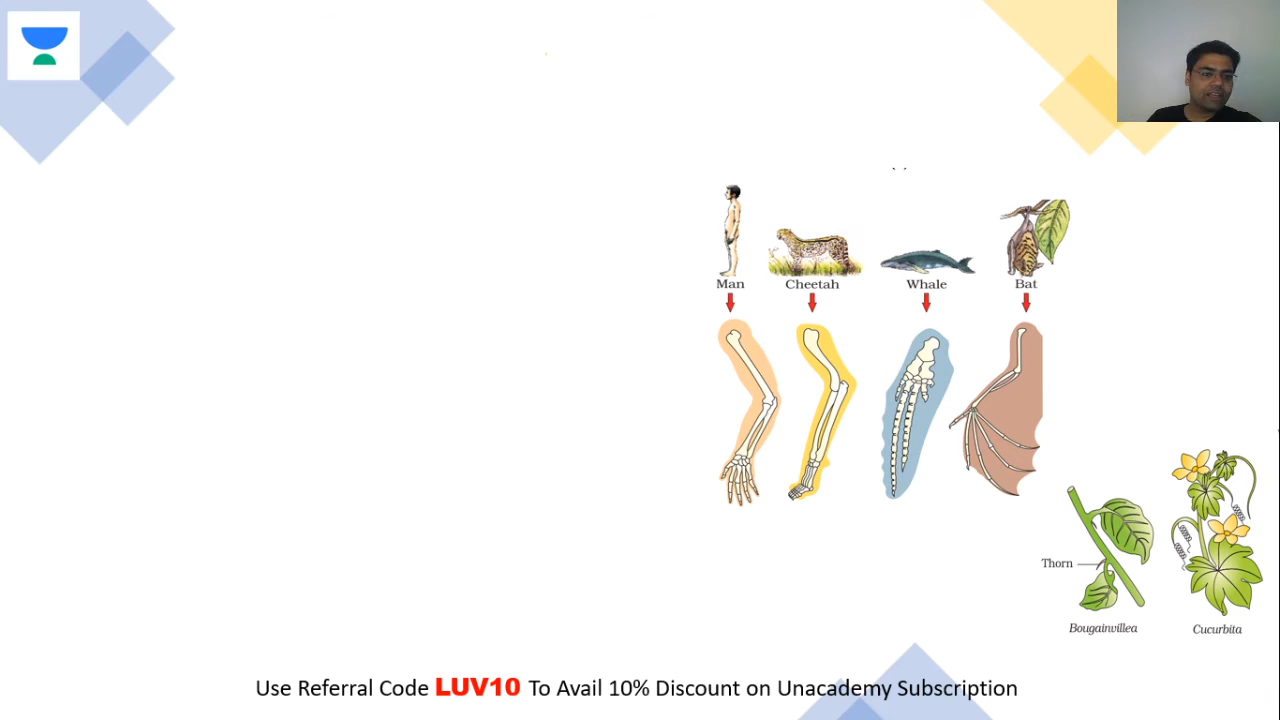 Man Cheetah Whale Bat
Thorn
Bougainvillea Cucurbita
Use Referral Code LUV10 To Avail 10% Discount on Unacademy Subscription